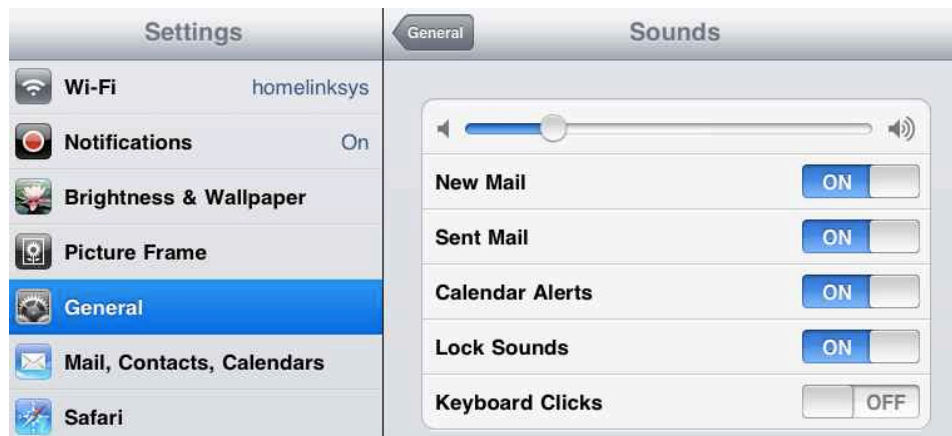 Settings
Wi-Fi homelinksys
Notifications On
Brightness & Wallpaper
Picture Frame
General
Mail, Contacts, Calendars
Safari
General Sounds
New Mail ON
Sent Mail ON
Calendar Alerts ON
Lock Sounds ON
Keyboard Clicks OFF